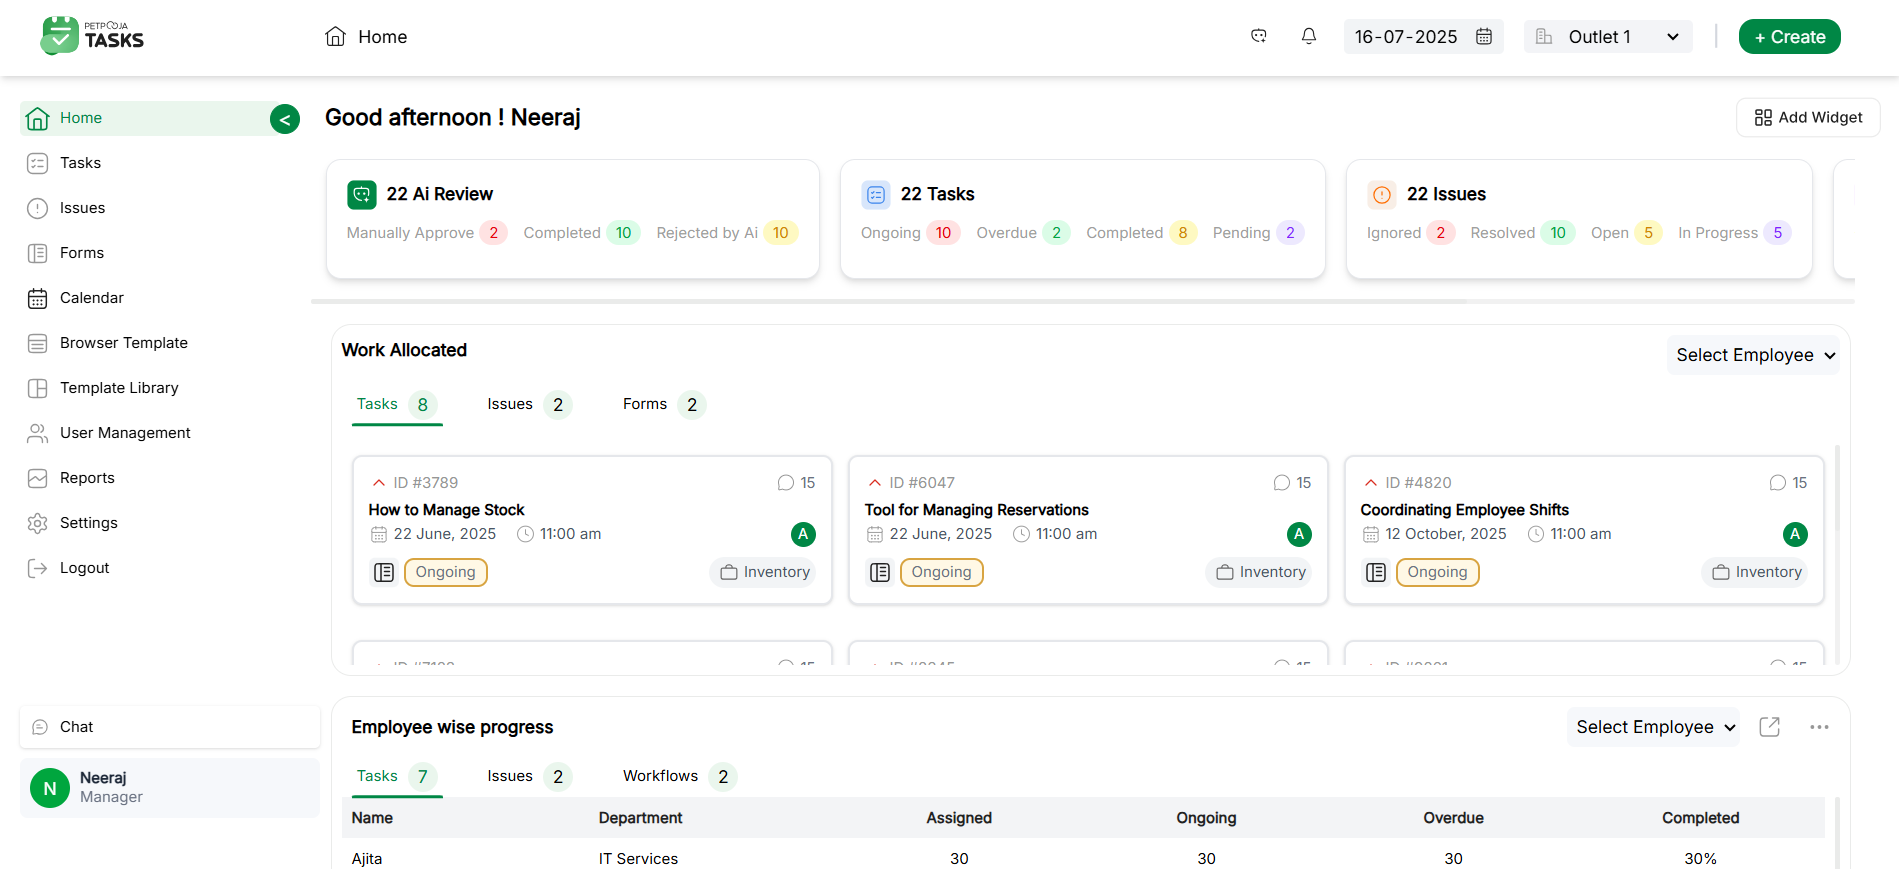 PETPOOJA
TASKS
Home
16-07-2025
Outlet 1
+ Create
Home
<
Tasks
Issues
Forms
Calendar
Browser Template
Template Library
User Management
Reports
Settings
Logout
Chat
N
Neeraj
Manager
Good afternoon ! Neeraj
Add Widget
22 Ai Review
Manually Approve 2 Completed 10 Rejected by Ai 10
22 Tasks
Ongoing 10 Overdue 2 Completed 8 Pending 2
22 Issues
Ignored 2 Resolved 10 Open 5 In Progress 5
Work Allocated
Select Employee
Tasks 8 Issues 2 Forms 2
ID #3789 15
How to Manage Stock
22 June, 2025 11:00 am A
Ongoing Inventory
ID #6047 15
Tool for Managing Reservations
22 June, 2025 11:00 am A
Ongoing Inventory
ID #4820 15
Coordinating Employee Shifts
12 October, 2025 11:00 am A
Ongoing Inventory
Employee wise progress
Select Employee
Tasks 7 Issues 2 Workflows 2
Name Department Assigned Ongoing Overdue Completed
Ajita IT Services 30 30 30 30%